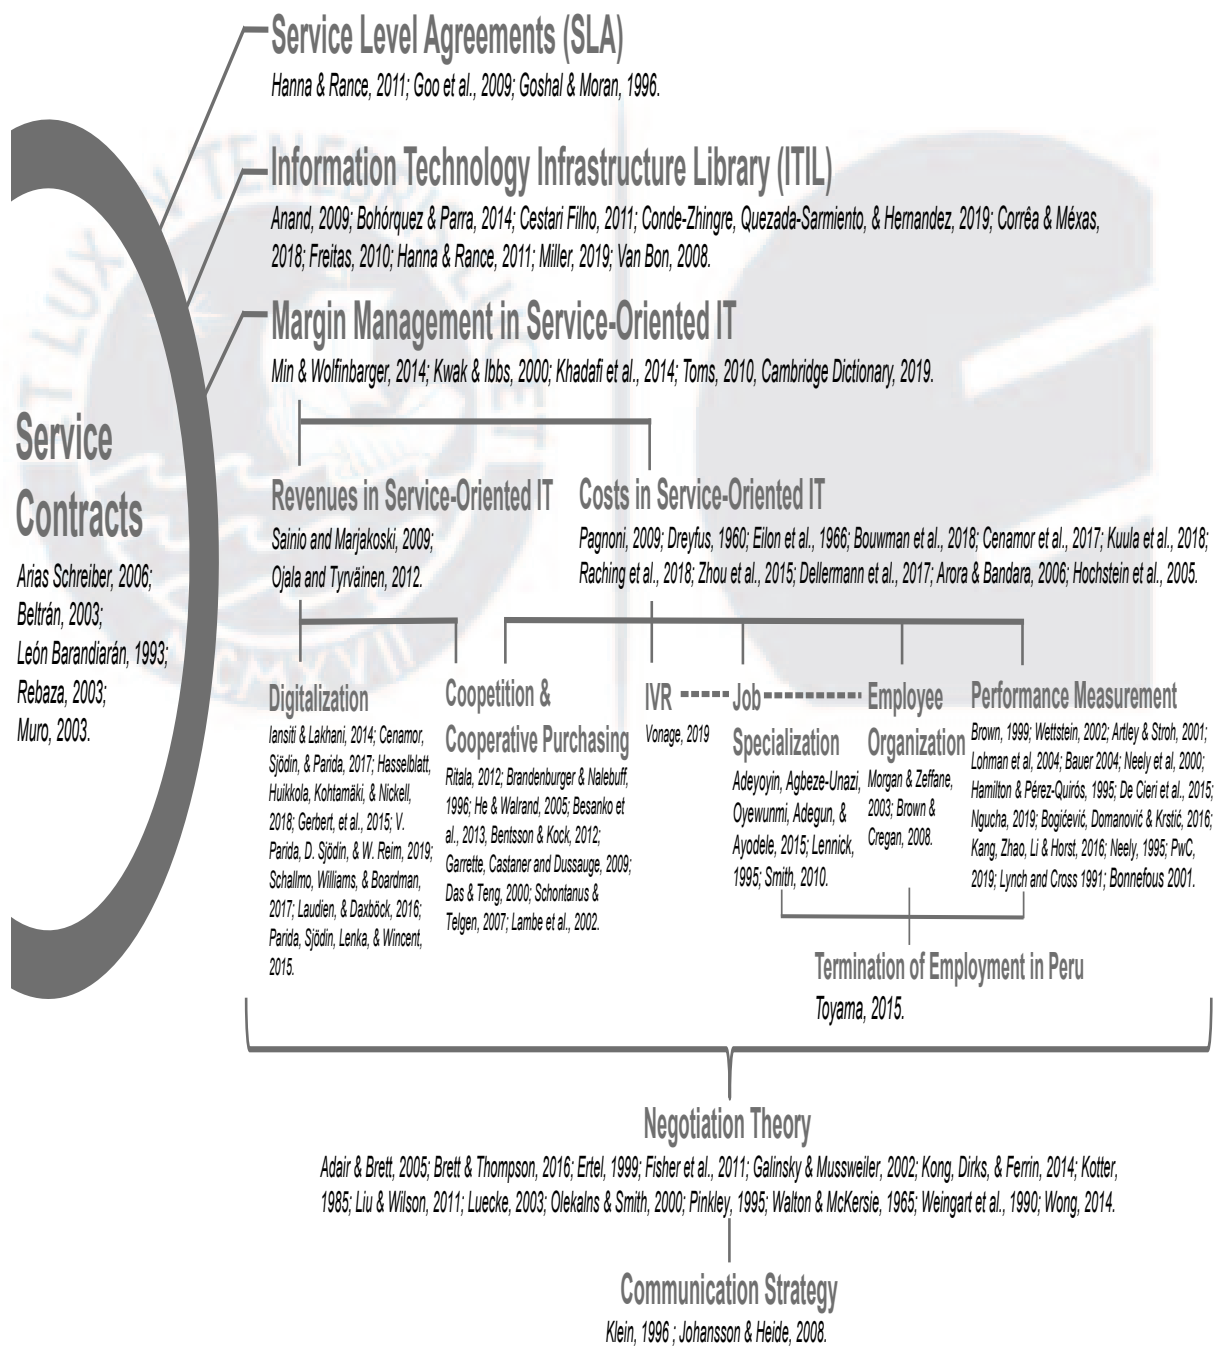 Service Level Agreements (SLA)
Hanna & Rance, 2011; Goo et al., 2009; Goshal & Moran, 1996.
Information Technology Infrastructure Library (ITIL)
Anand, 2009; Bohórquez & Parra, 2014; Cestari Filho, 2011; Conde-Zhingre, Quezada-Sarmiento, & Hernandez, 2019; Corrêa & Méxas,
2018; Freitas, 2010; Hanna & Rance, 2011; Miller, 2019; Van Bon, 2008.
Margin Management in Service-Oriented IT
Min & Wolfinbarger, 2014; Kwak & Ibbs, 2000; Khadafi et al., 2014; Toms, 2010, Cambridge Dictionary, 2019.
Service
Contracts
Arias Schreiber, 2006;
Beltrán, 2003;
León Barandiarán, 1993;
Rebaza, 2003;
Muro, 2003.
Revenues in Service-Oriented IT
Sainio and Marjakoski, 2009;
Ojala and Tyrväinen, 2012.
Costs in Service-Oriented IT
Pagnoni, 2009; Dreyfus, 1960; Eilon et al., 1966; Bouwman et al., 2018; Cenamor et al., 2017; Kuula et al., 2018;
Raching et al., 2018; Zhou et al., 2015; Dellermann et al., 2017; Arora & Bandara, 2006; Hochstein et al., 2005.
Digitalization
Iansiti & Lakhani, 2014; Cenamor,
Sjödin, & Parida, 2017; Hasselblatt,
Huikkola, Kohtamäki, & Nickell,
2018; Gerbert, et al., 2015; V.
Parida, D. Sjödin, & W. Reim, 2019;
Schallmo, Williams, & Boardman,
2017; Laudien, & Daxböck, 2016;
Parida, Sjödin, Lenka, & Wincent,
2015.
Coopetition &
Cooperative Purchasing
Ritala, 2012; Brandenburger & Nalebuff,
1996; He & Walrand, 2005; Besanko et
al., 2013, Bentsson & Kock, 2012;
Garrette, Castaner and Dussauge, 2009;
Das & Teng, 2000; Schontanus &
Telgen, 2007; Lambe et al., 2002.
IVR
Vonage, 2019
Job
Specialization
Adeyoyin, Agbeze-Unazi,
Oyewunmi, Adegun, &
Ayodele, 2015; Lennick,
1995; Smith, 2010.
Employee
Organization
Morgan & Zeffane,
2003; Brown &
Cregan, 2008.
Performance Measurement
Brown, 1999; Wettstein, 2002; Artley & Stroh, 2001;
Lohman et al, 2004; Bauer 2004; Neely et al, 2000;
Hamilton & Pérez-Quirós, 1995; De Cieri et al., 2015;
Ngucha, 2019; Bogićević, Domanović & Krstić, 2016;
Kang, Zhao, Li & Horst, 2016; Neely, 1995; PwC,
2019; Lynch and Cross 1991; Bonnefous 2001.
Termination of Employment in Peru
Toyama, 2015.
Negotiation Theory
Adair & Brett, 2005; Brett & Thompson, 2016; Ertel, 1999; Fisher et al., 2011; Galinsky & Mussweiler, 2002; Kong, Dirks, & Ferrin, 2014; Kotter,
1985; Liu & Wilson, 2011; Luecke, 2003; Olekalns & Smith, 2000; Pinkley, 1995; Walton & McKersie, 1965; Weingart et al., 1990; Wong, 2014.
Communication Strategy
Klein, 1996 ; Johansson & Heide, 2008.
ET LUX IN TENEBRIS LUCET
MCMXVII